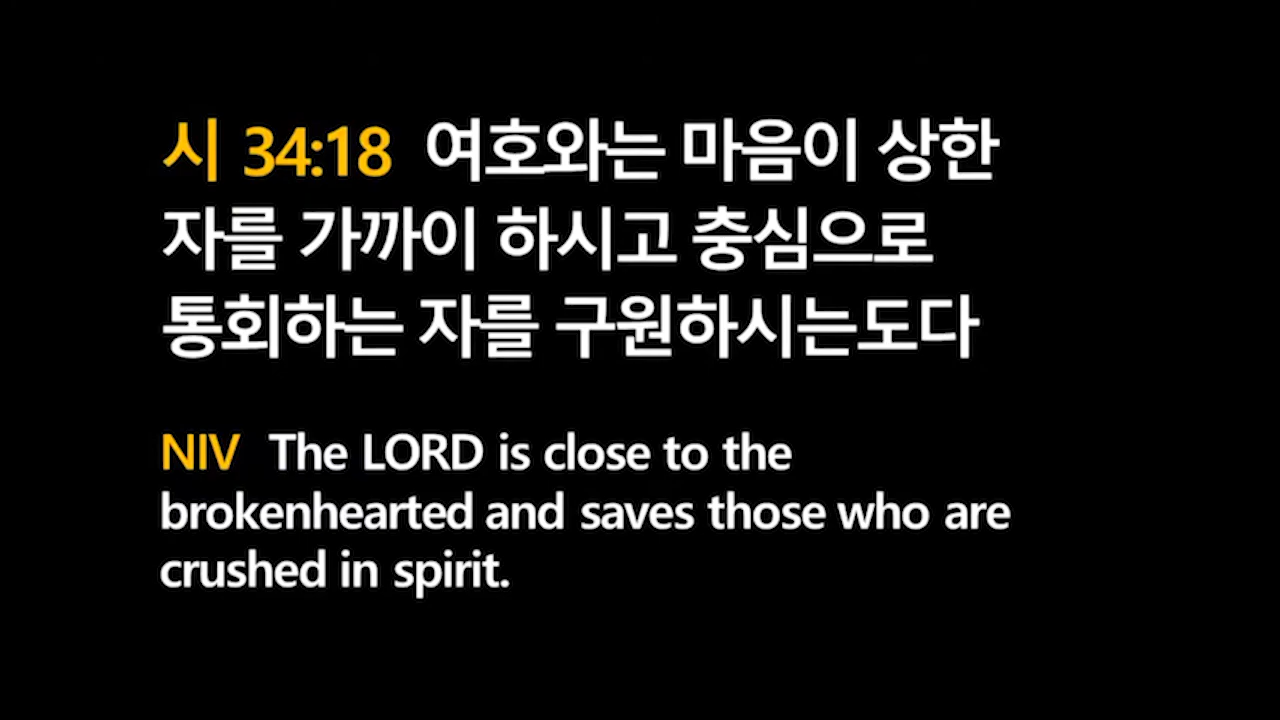 시 34:18 여호와는 마음이 상한
자를 가까이 하시고 충심으로
통회하는 자를 구원하시는도다
NIV The LORD is close to the
brokenhearted and saves those who are
crushed in spirit.